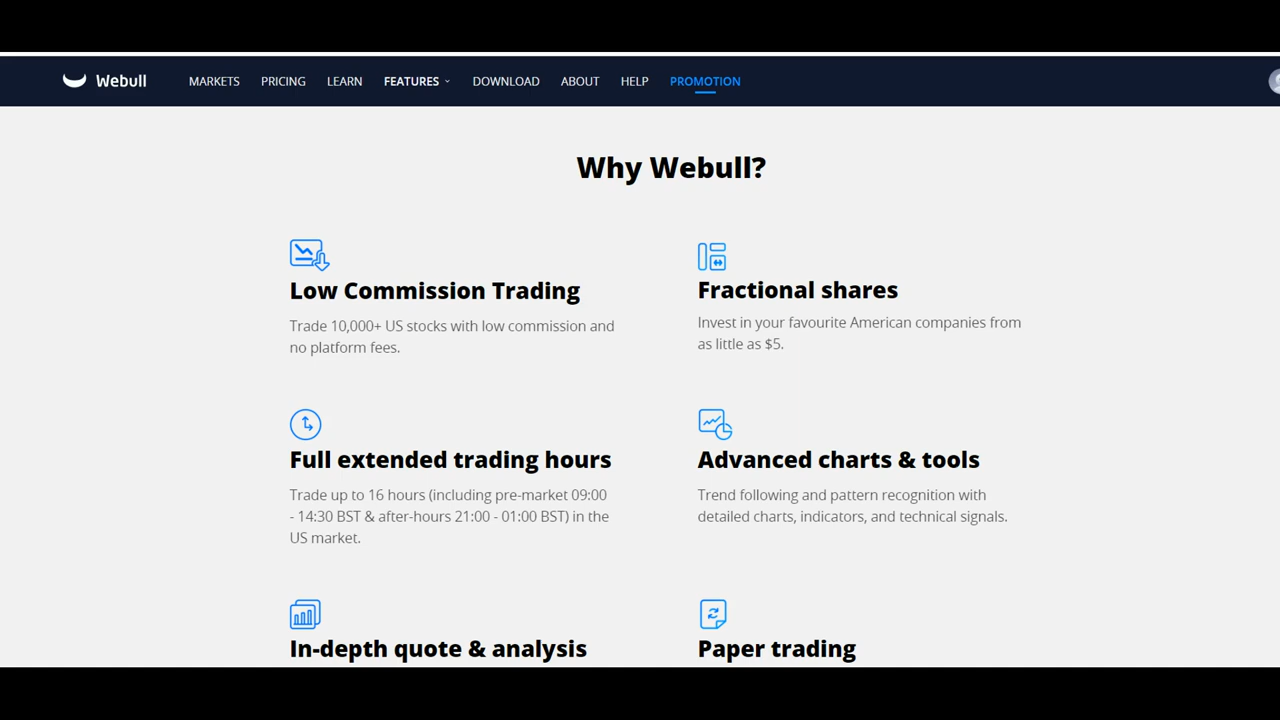 Webull MARKETS PRICING LEARN FEATURES DOWNLOAD ABOUT HELP PROMOTION
Why Webull?
Low Commission Trading
Trade 10,000+ US stocks with low commission and
no platform fees.
Fractional shares
Invest in your favourite American companies from
as little as $5.
Full extended trading hours
Trade up to 16 hours (including pre-market 09:00
- 14:30 BST & after-hours 21:00 - 01:00 BST) in the
US market.
Advanced charts & tools
Trend following and pattern recognition with
detailed charts, indicators, and technical signals.
In-depth quote & analysis
Paper trading